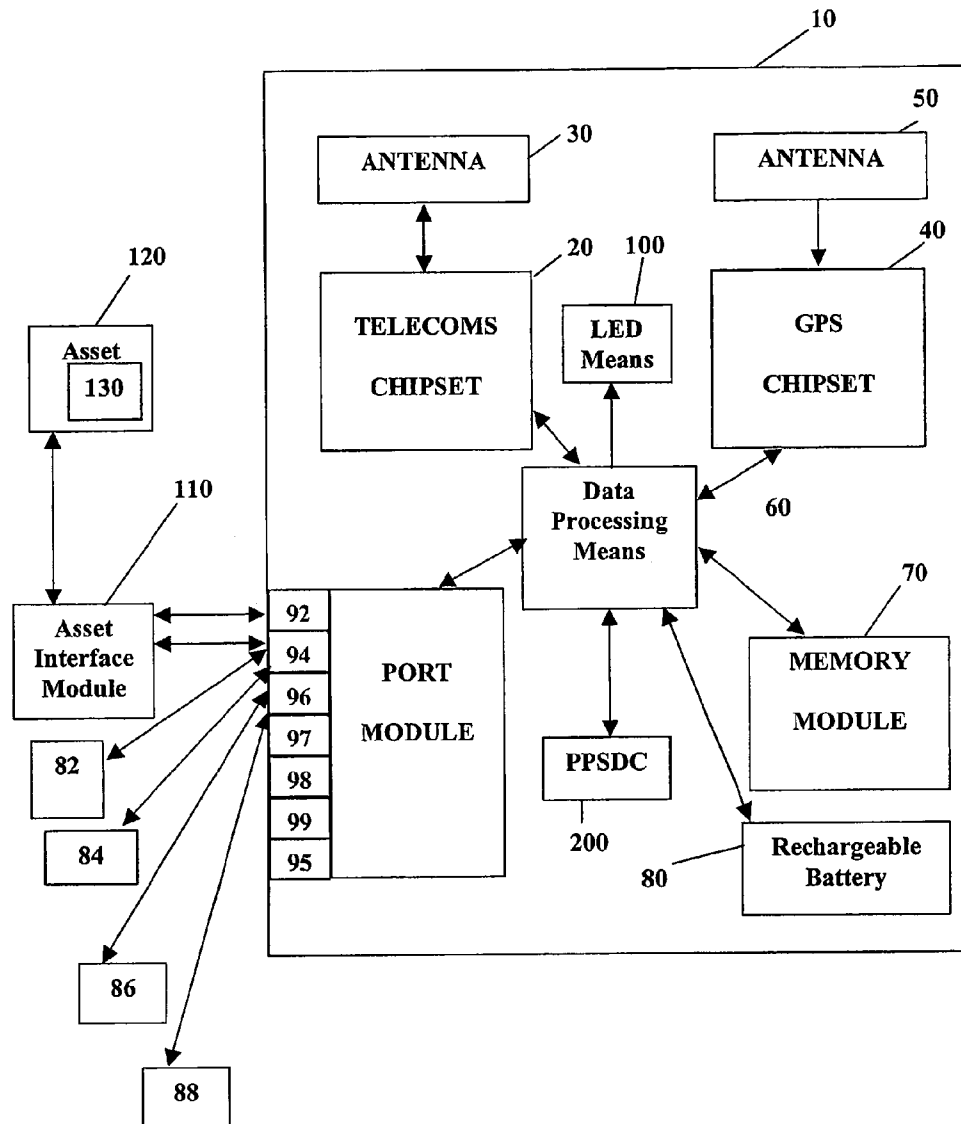 10
50
30
ANTENNA
ANTENNA
40
20
100
120
TELECOMS
CHIPSET
LED
Means
GPS
CHIPSET
Asset
130
110
Data
Processing
Means
60
70
Asset
Interface
Module
92
94
96
97
98
99
95
PORT
MODULE
MEMORY
MODULE
82
PPSDC
84
200
80
Rechargeable
Battery
86
88